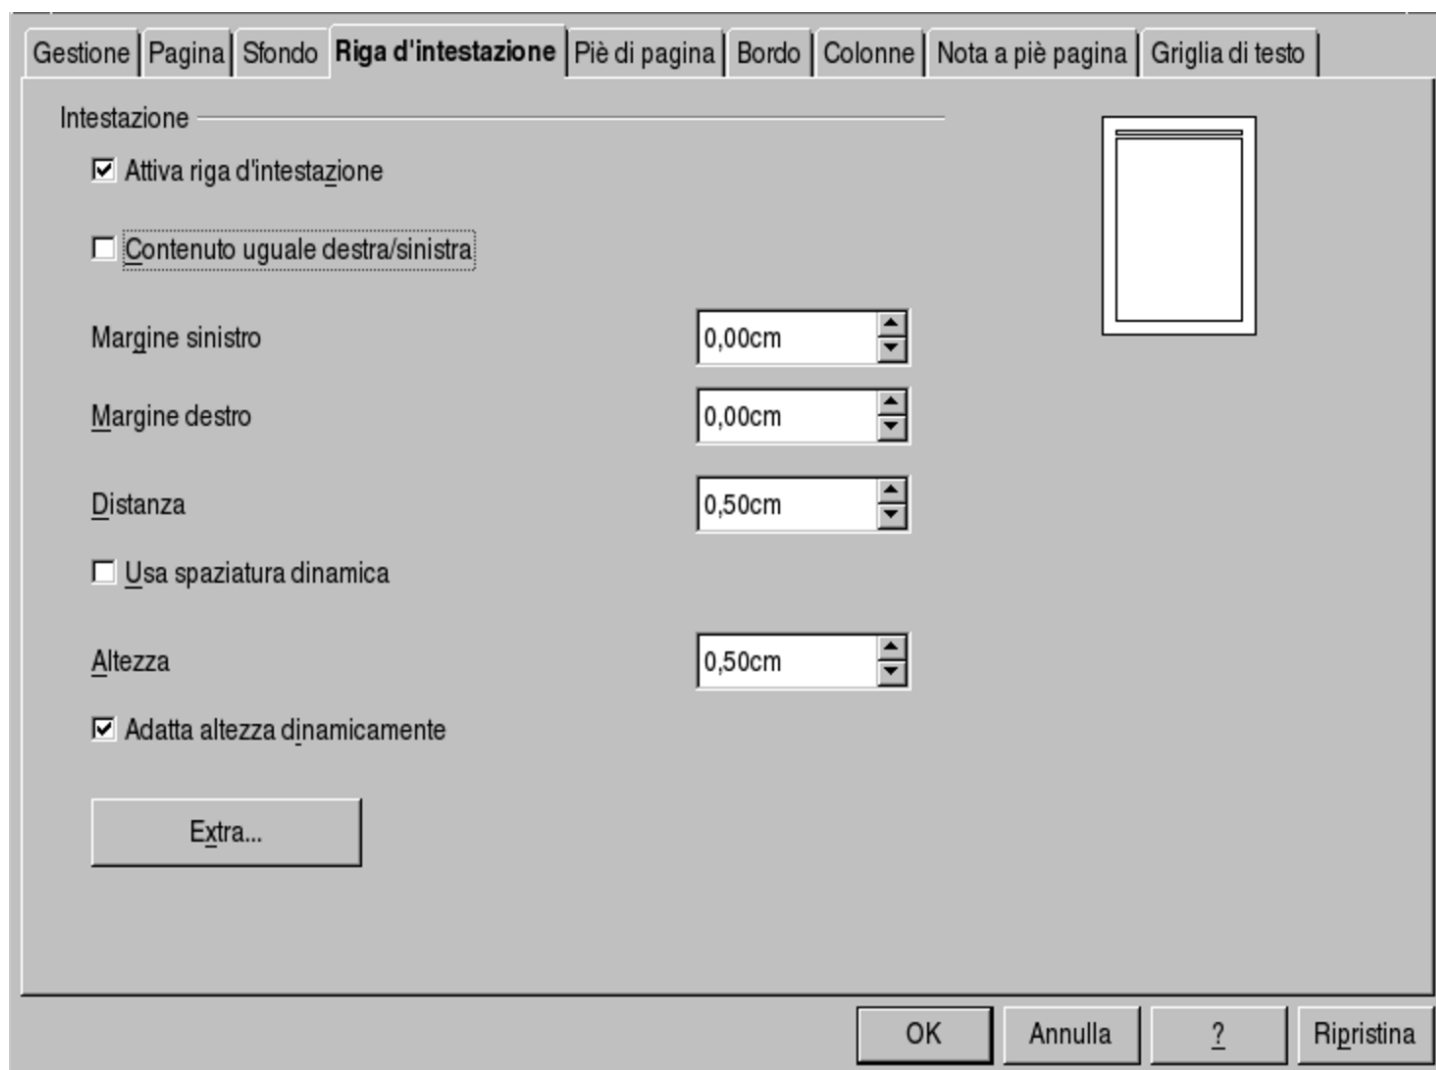 Gestione Pagina Sfondo Riga d'intestazione Piè di pagina Bordo Colonne Nota a piè pagina Griglia di testo
Intestazione
Attiva riga d'intestazione
Contenuto uguale destra/sinistra
Margine sinistro 0,00cm
Margine destro 0,00cm
Distanza 0,50cm
Usa spaziatura dinamica
Altezza 0,50cm
Adatta altezza dinamicamente
Extra...
OK Annulla ? Ripristina